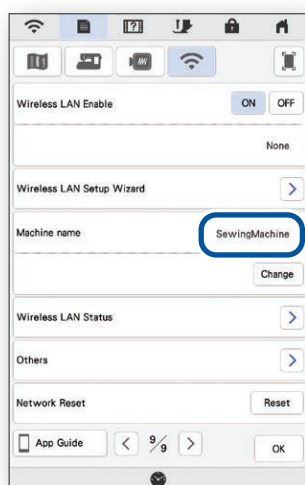 Wireless LAN Enable
ON
OFF
None
Wireless LAN Setup Wizard
Machine name
SewingMachine
Change
Wireless LAN Status
Others
Network Reset
Reset
App Guide
9/9
OK